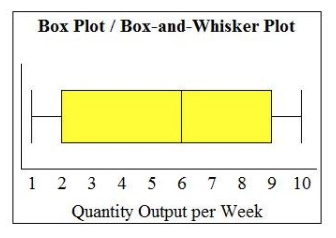 Box Plot / Box-and-Whisker Plot
1 2 3 4 5 6 7 8 9 10
Quantity Output per Week